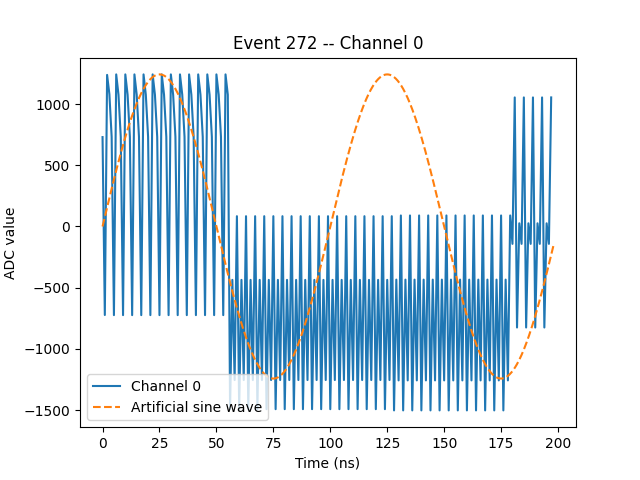 Event 272 -- Channel 0
ADC value
1000
500
0
−500
−1000
−1500
Channel 0
Artificial sine wave
0 25 50 75 100 125 150 175 200
Time (ns)